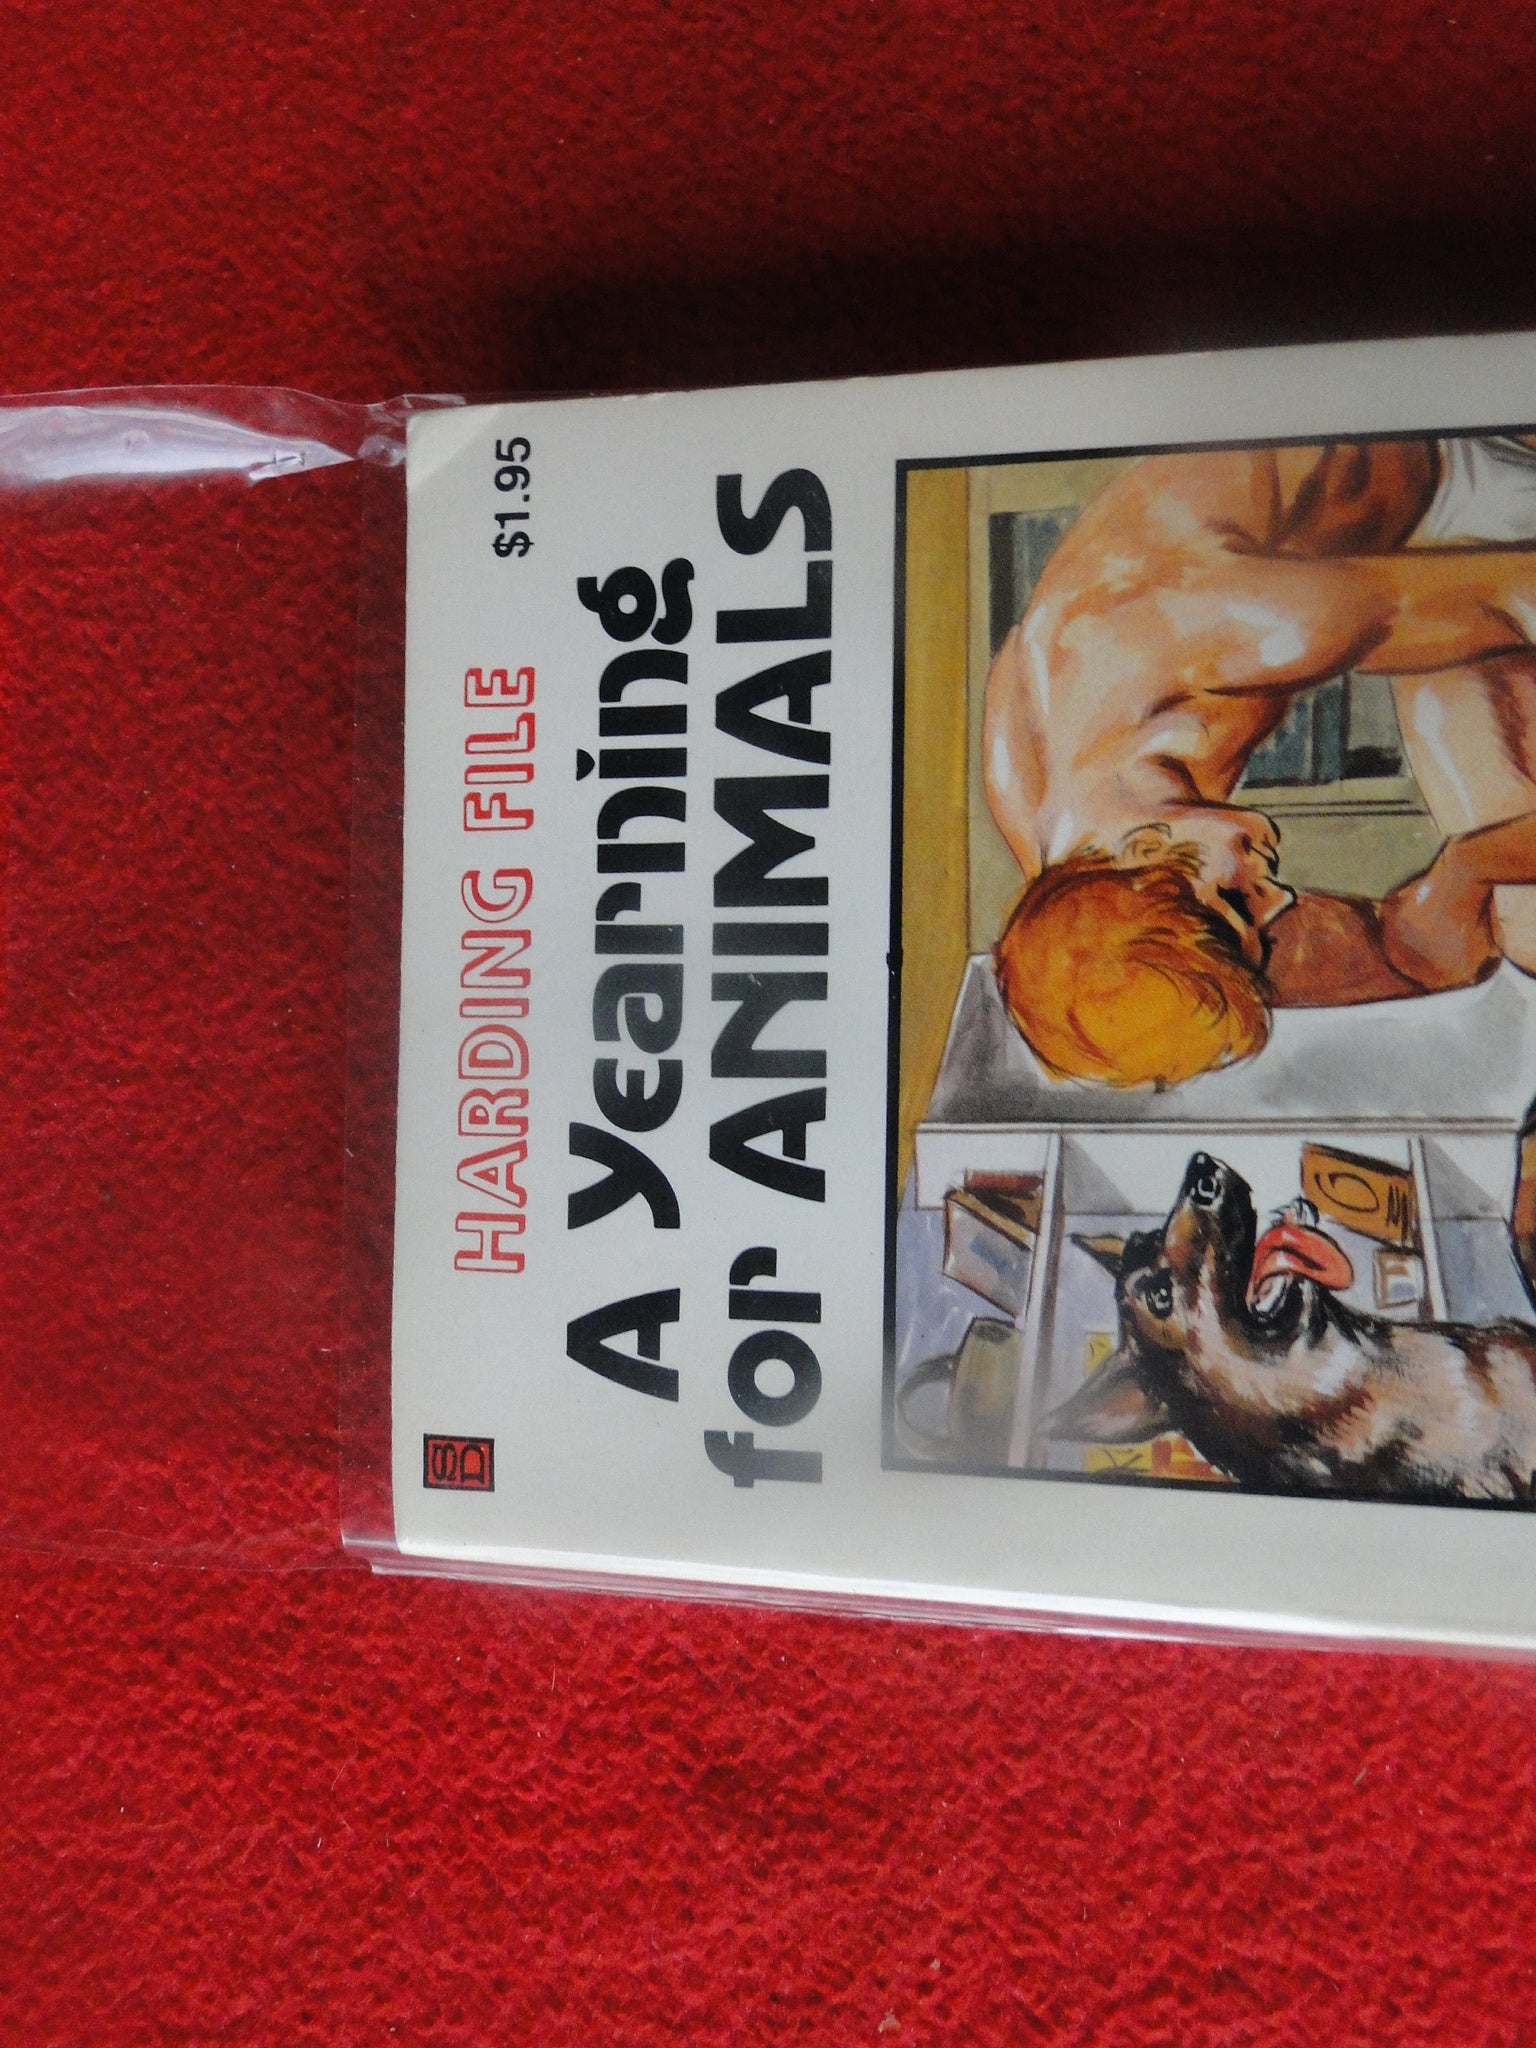 SD
HARDING FILE
$1.95
A Yearning
for ANIMALS
G